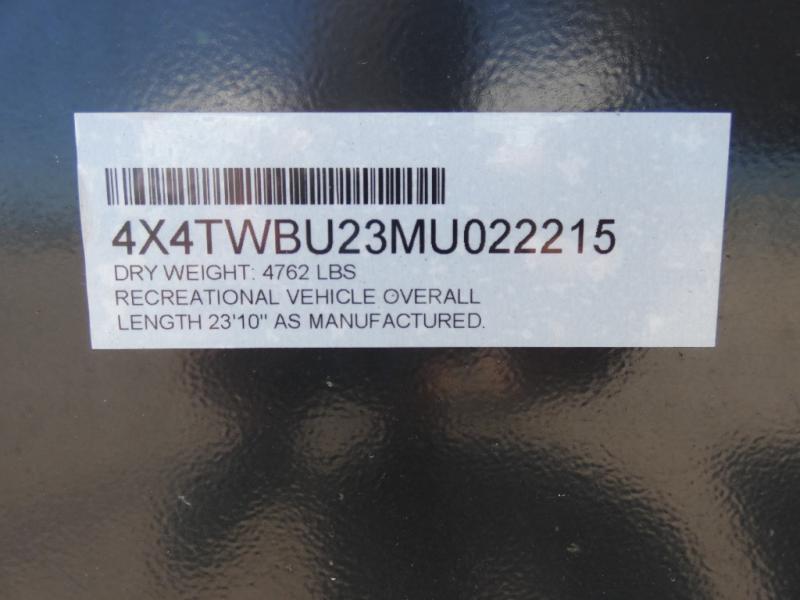 4X4TWBU23MU022215
DRY WEIGHT: 4762 LBS
RECREATIONAL VEHICLE OVERALL
LENGTH 23'10" AS MANUFACTURED.